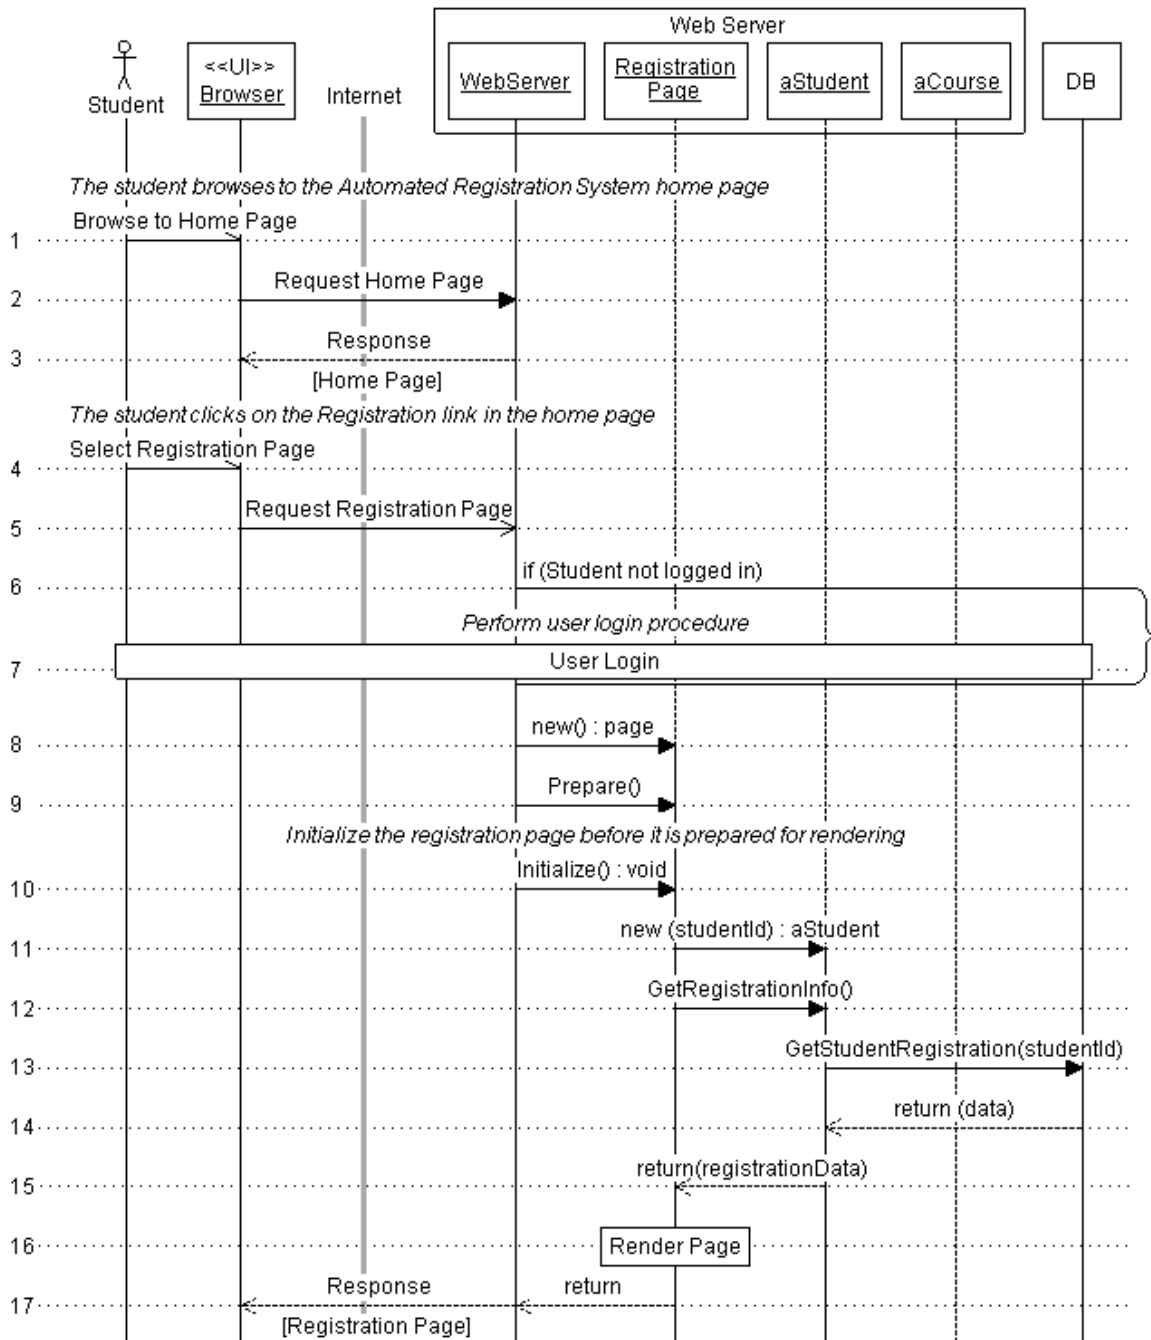 Web Server
<<UI>>
Browser
Student
Internet
WebServer
Registration
Page
aStudent
aCourse
DB
The student browses to the Automated Registration System home page
Browse to Home Page
1
Request Home Page
2
Response
3
[Home Page]
The student clicks on the Registration link in the home page
Select Registration Page
4
Request Registration Page
5
if (Student not logged in)
6
Perform user login procedure
User Login
7
new() : page
8
Prepare()
9
Initialize the registration page before it is prepared for rendering
Initialize() : void
10
new (studentId) : aStudent
11
GetRegistrationInfo()
12
GetStudentRegistration(studentId)
13
return (data)
14
return(registrationData)
15
Render Page
16
Response
return
17
[Registration Page]